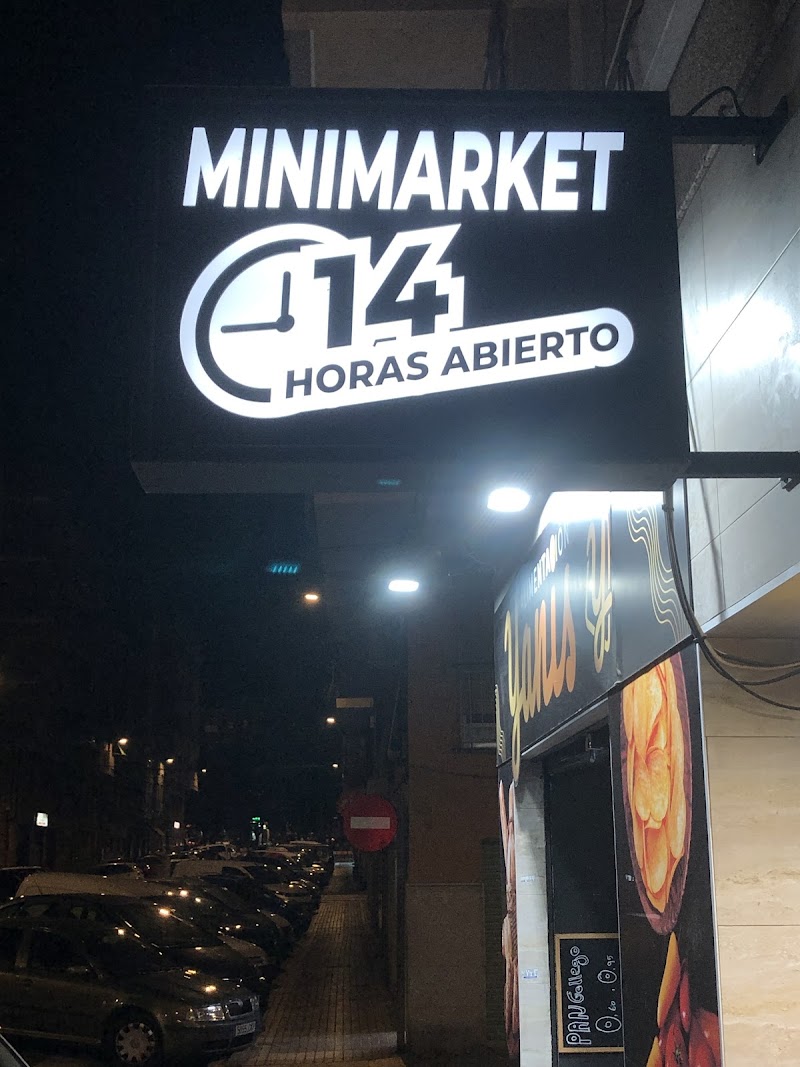 MINIMARKET
14
HORAS ABIERTO
Yanis
PAN Gallego
0,60 0,95